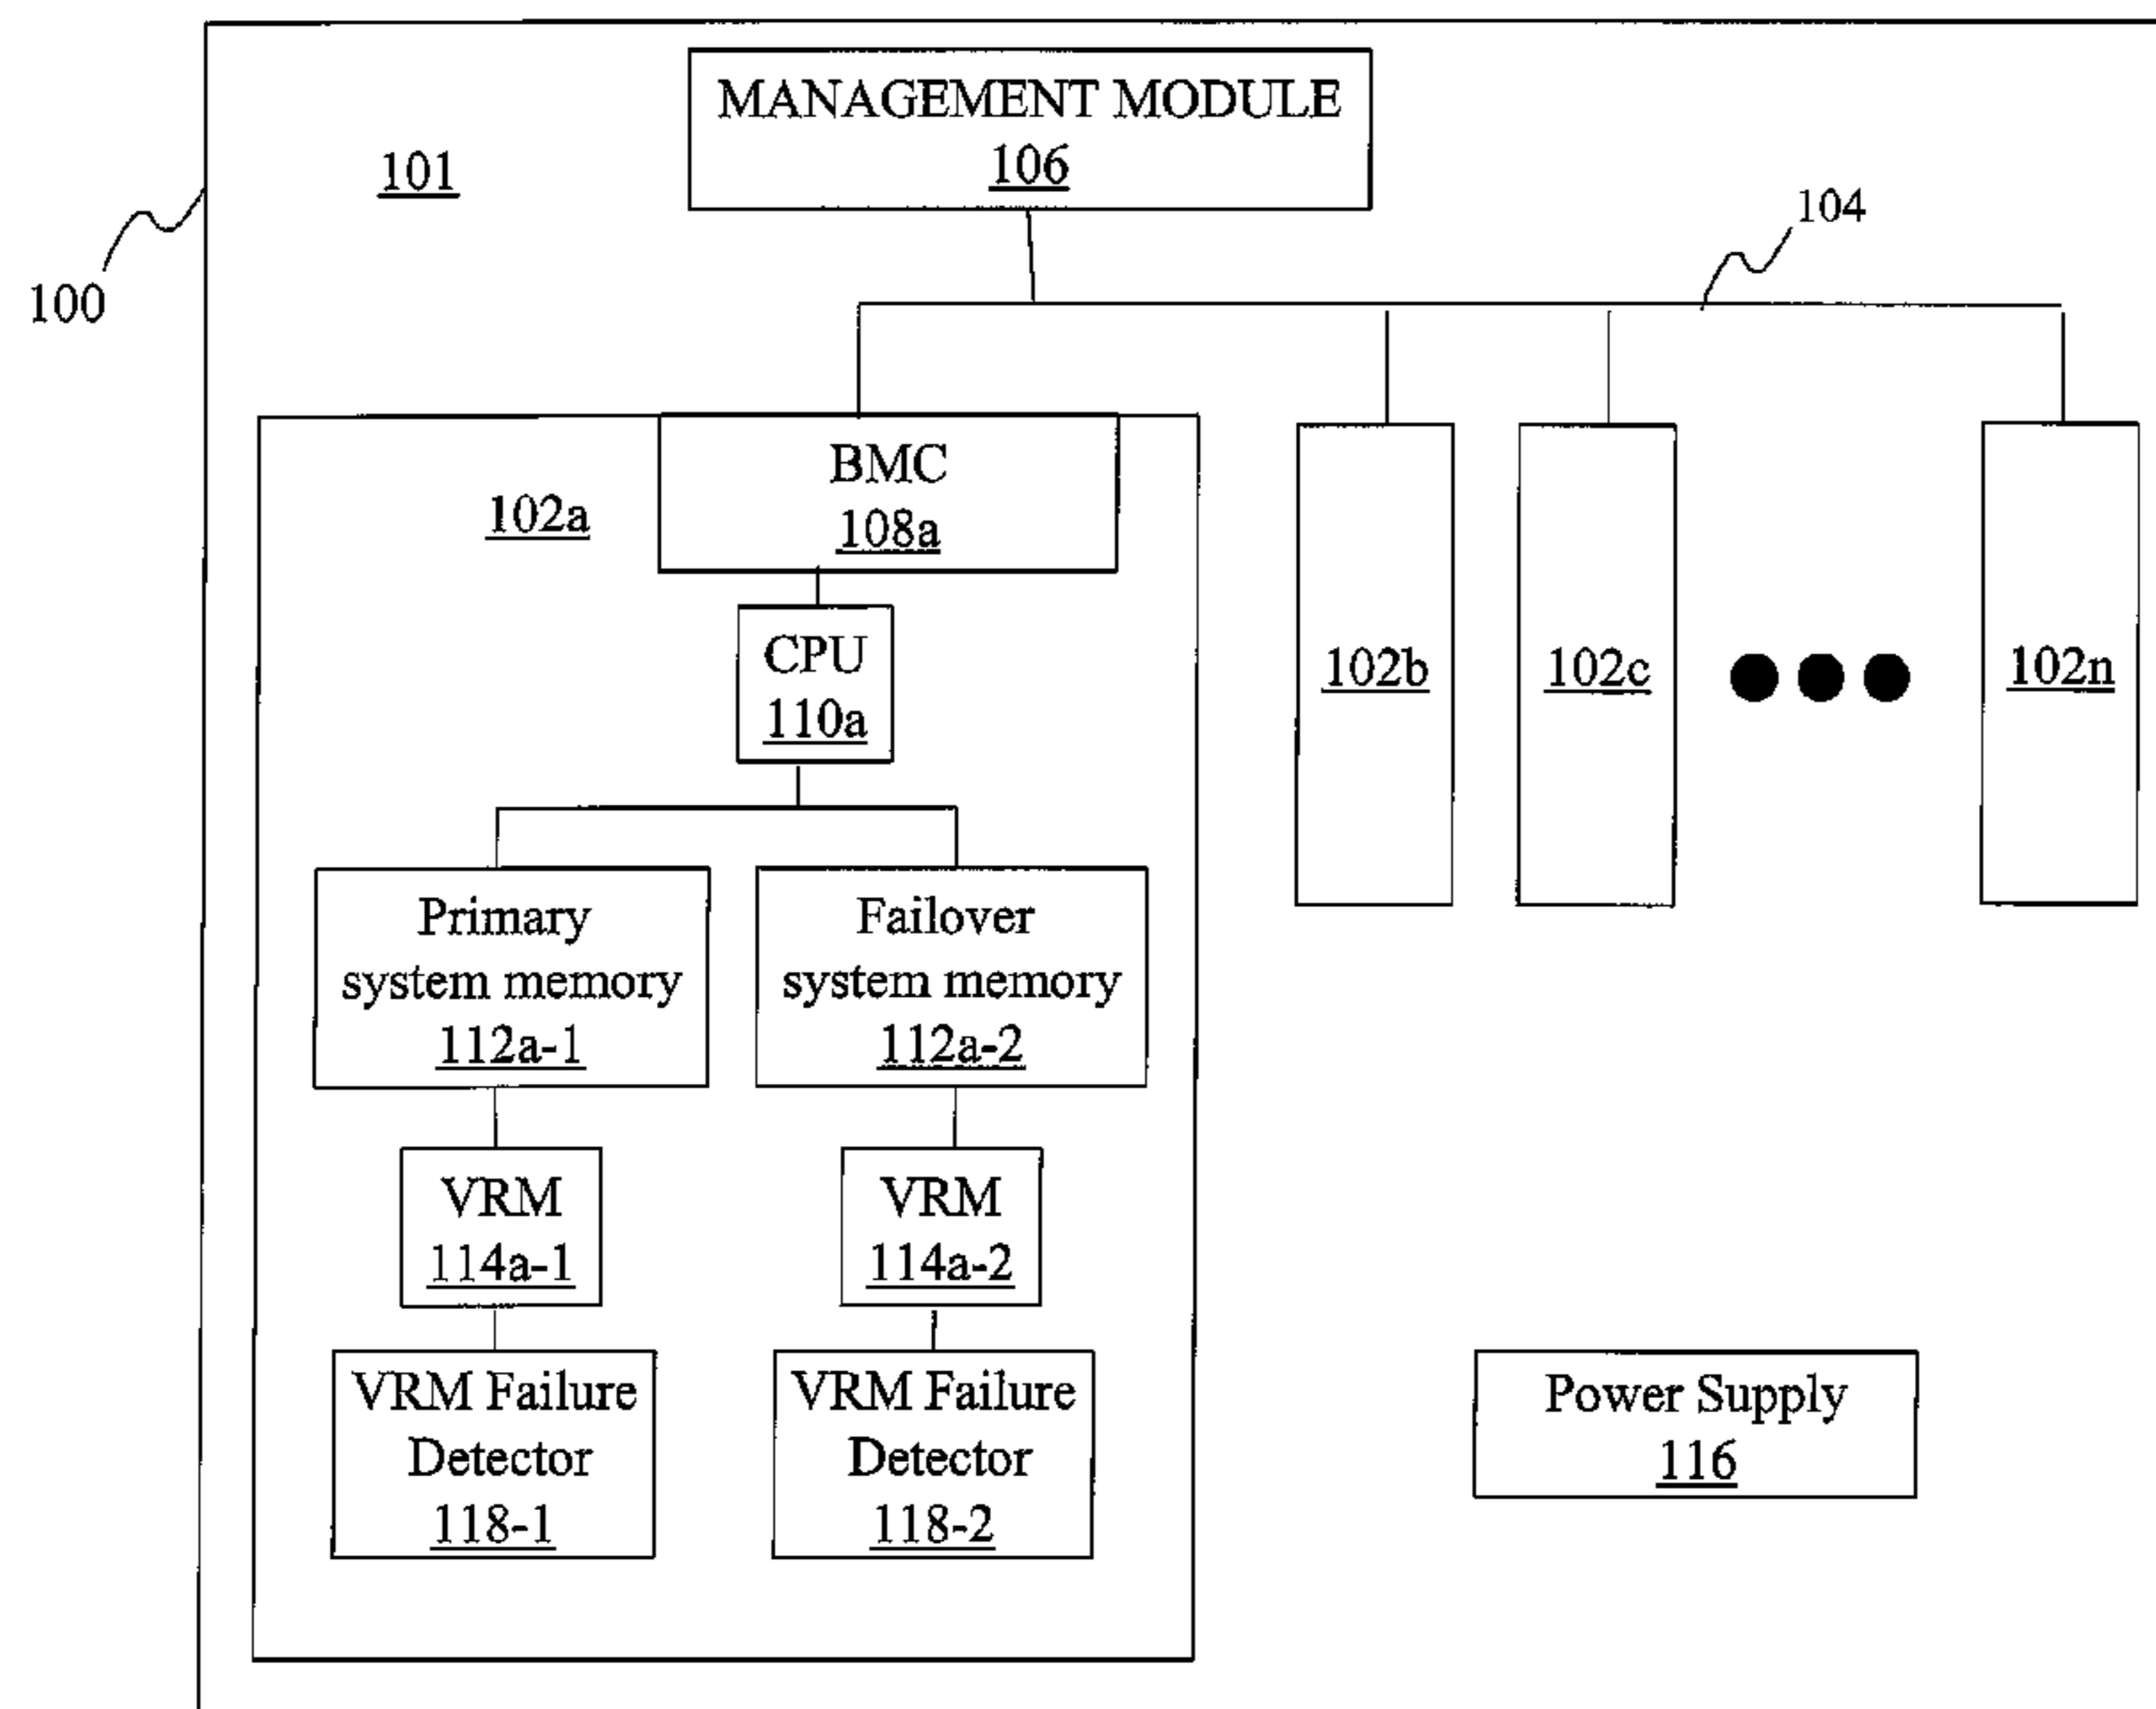 MANAGEMENT MODULE
106
101
104
100
BMC
108a
102a
CPU
110a
102b
102c
102n
Primary
system memory
112a-1
Failover
system memory
112a-2
VRM
114a-1
VRM
114a-2
VRM Failure
Detector
118-1
VRM Failure
Detector
118-2
Power Supply
116